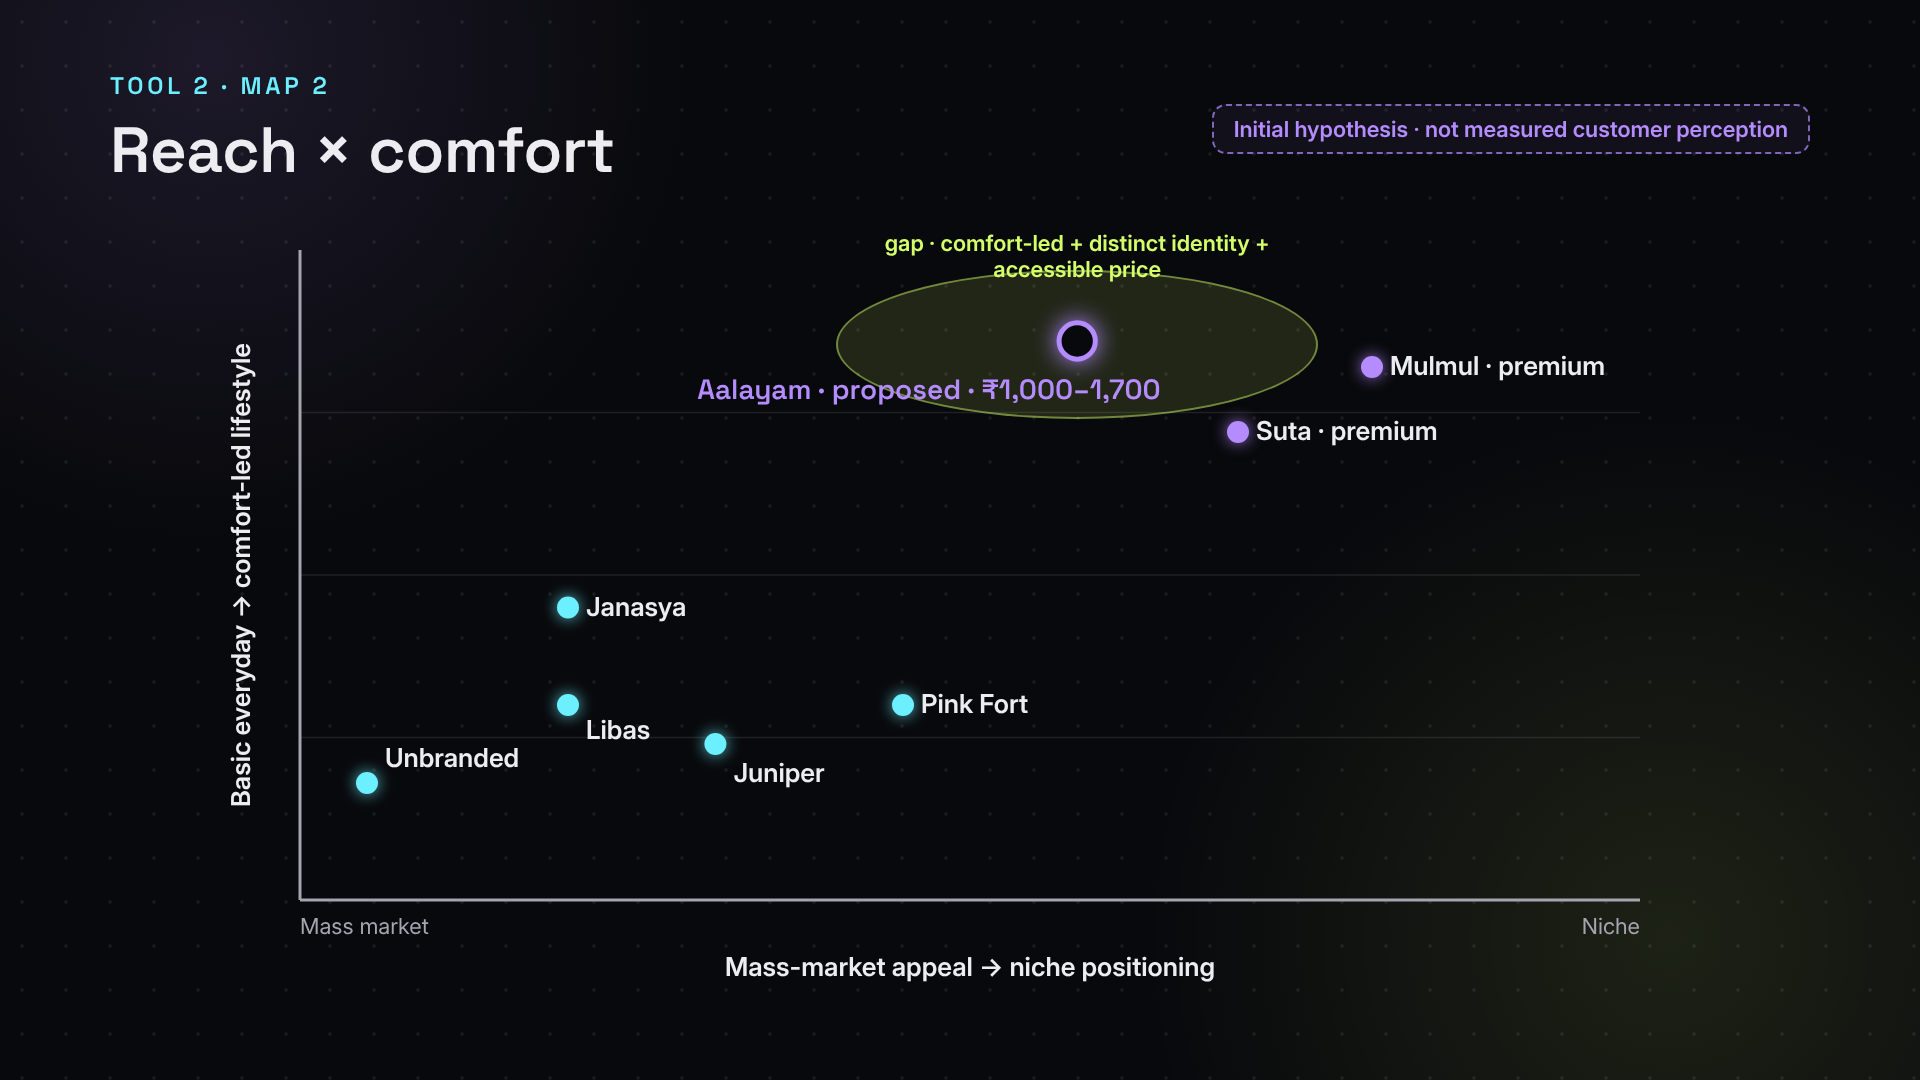 TOOL 2 · MAP 2
Reach × comfort
Initial hypothesis · not measured customer perception
gap · comfort-led + distinct identity +
accessible price
Aalayam · proposed · ₹1,000–1,700
Mulmul · premium
Suta · premium
Basic everyday → comfort-led lifestyle
Janasya
Libas
Pink Fort
Unbranded
Juniper
Mass market
Niche
Mass-market appeal → niche positioning